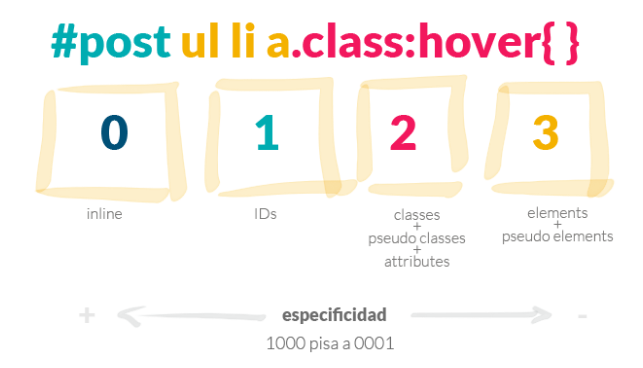 #post ul li a.class:hover{ }
0 1 2 3
inline IDs classes + pseudo classes + attributes elements + pseudo elements
+ especificidad -
1000 pisa a 0001